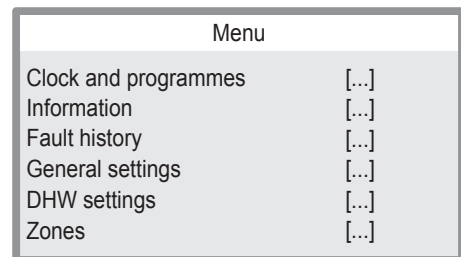 Menu
Clock and programmes [...]
Information [...]
Fault history [...]
General settings [...]
DHW settings [...]
Zones [...]